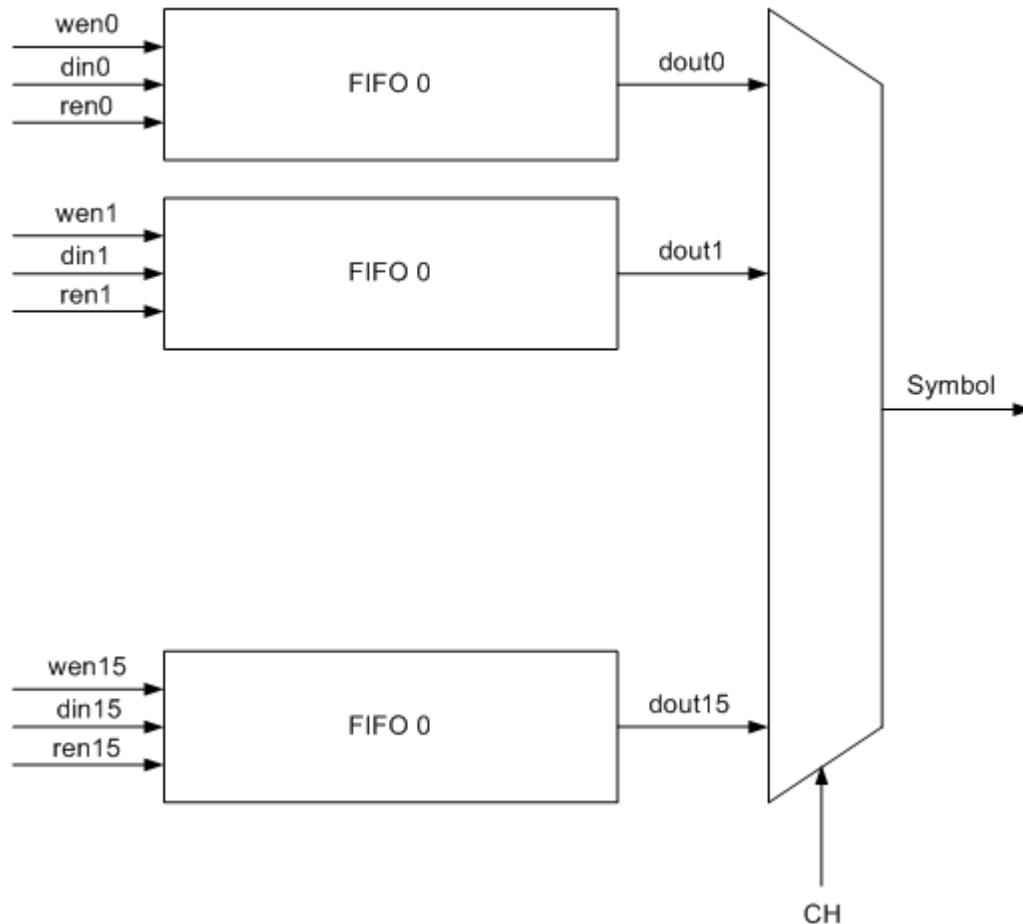 wen0
din0
ren0
FIFO 0
dout0
wen1
din1
ren1
FIFO 0
dout1
Symbol
wen15
din15
ren15
FIFO 0
dout15
CH